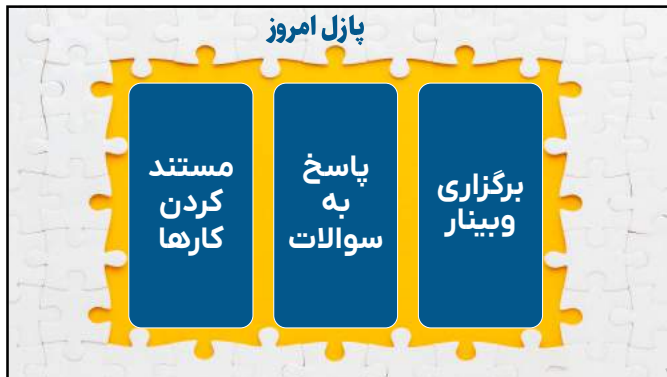 پازل امروز
برگزاری
وبینار
پاسخ
به
سوالات
مستند
کردن
کارها